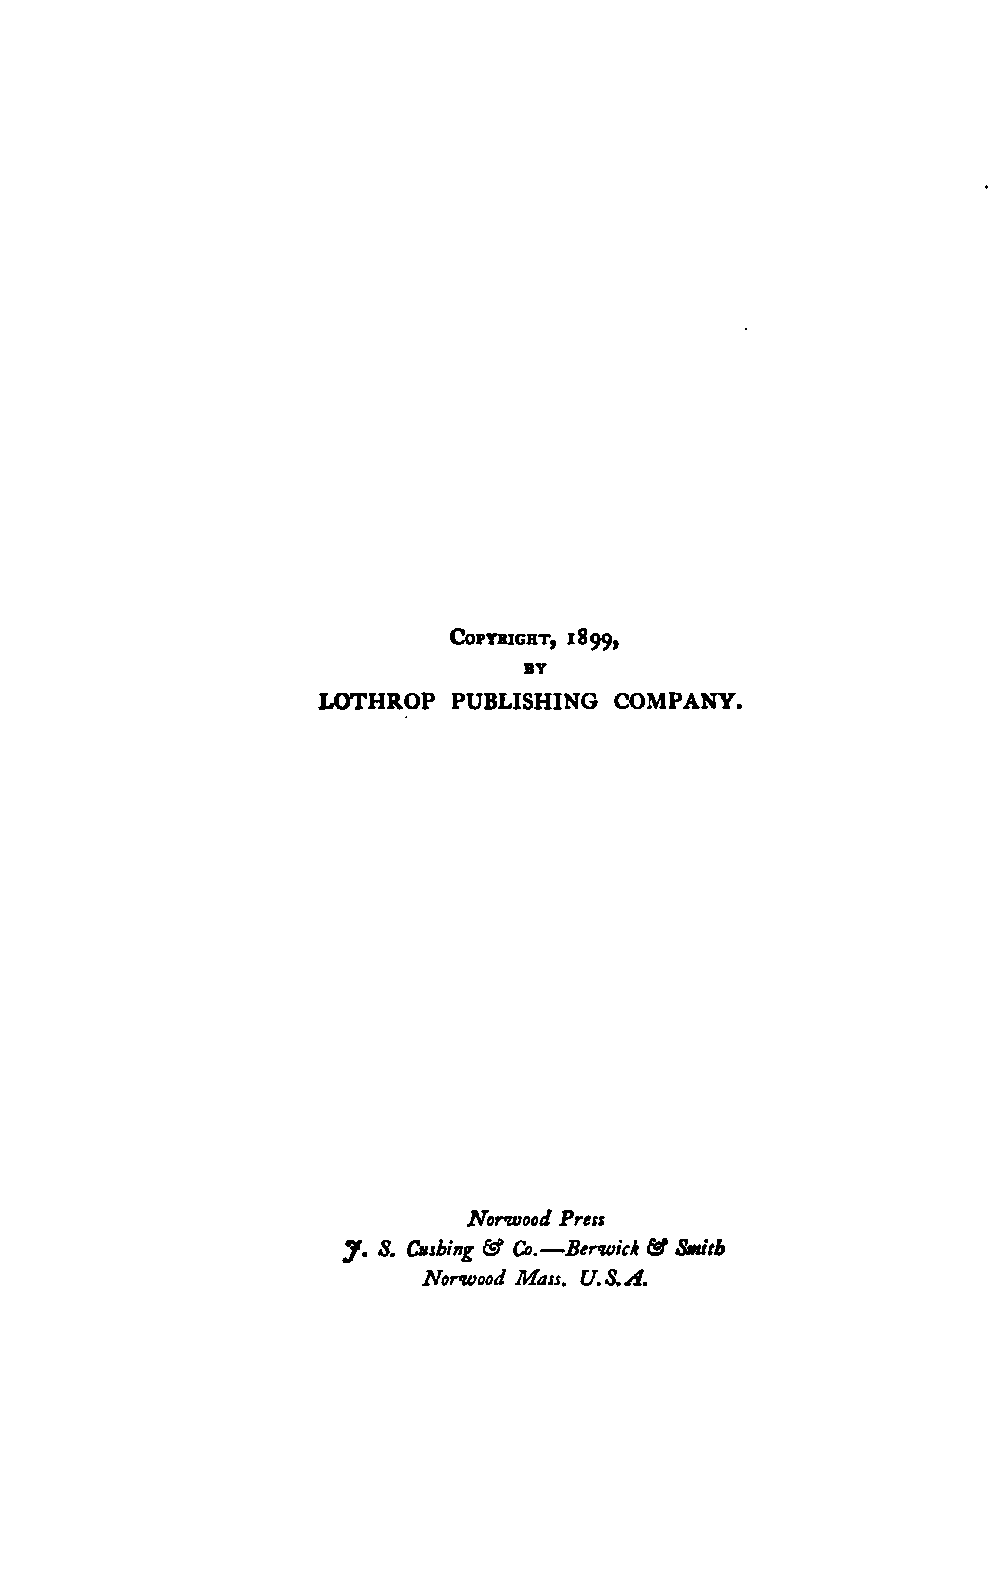 COPYRIGHT, 1899,
BY
LOTHROP PUBLISHING COMPANY.
Norwood Press
J. S. Cushing & Co.—Berwick & Smith
Norwood Mass. U.S.A.